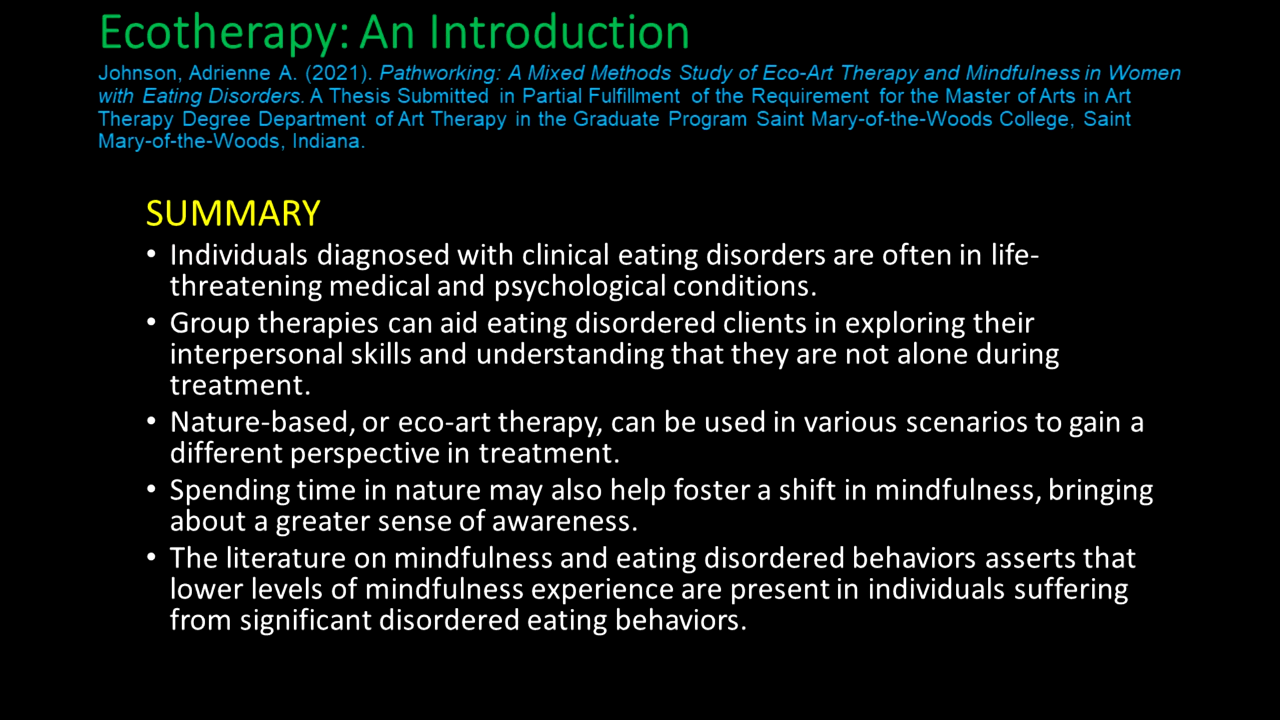 Ecotherapy: An Introduction
Johnson, Adrienne A. (2021). Pathworking: A Mixed Methods Study of Eco-Art Therapy and Mindfulness in Women
with Eating Disorders. A Thesis Submitted in Partial Fulfillment of the Requirement for the Master of Arts in Art
Therapy Degree Department of Art Therapy in the Graduate Program Saint Mary-of-the-Woods College, Saint
Mary-of-the-Woods, Indiana.
SUMMARY
• Individuals diagnosed with clinical eating disorders are often in life-
threatening medical and psychological conditions.
• Group therapies can aid eating disordered clients in exploring their
interpersonal skills and understanding that they are not alone during
treatment.
• Nature-based, or eco-art therapy, can be used in various scenarios to gain a
different perspective in treatment.
• Spending time in nature may also help foster a shift in mindfulness, bringing
about a greater sense of awareness.
• The literature on mindfulness and eating disordered behaviors asserts that
lower levels of mindfulness experience are present in individuals suffering
from significant disordered eating behaviors.